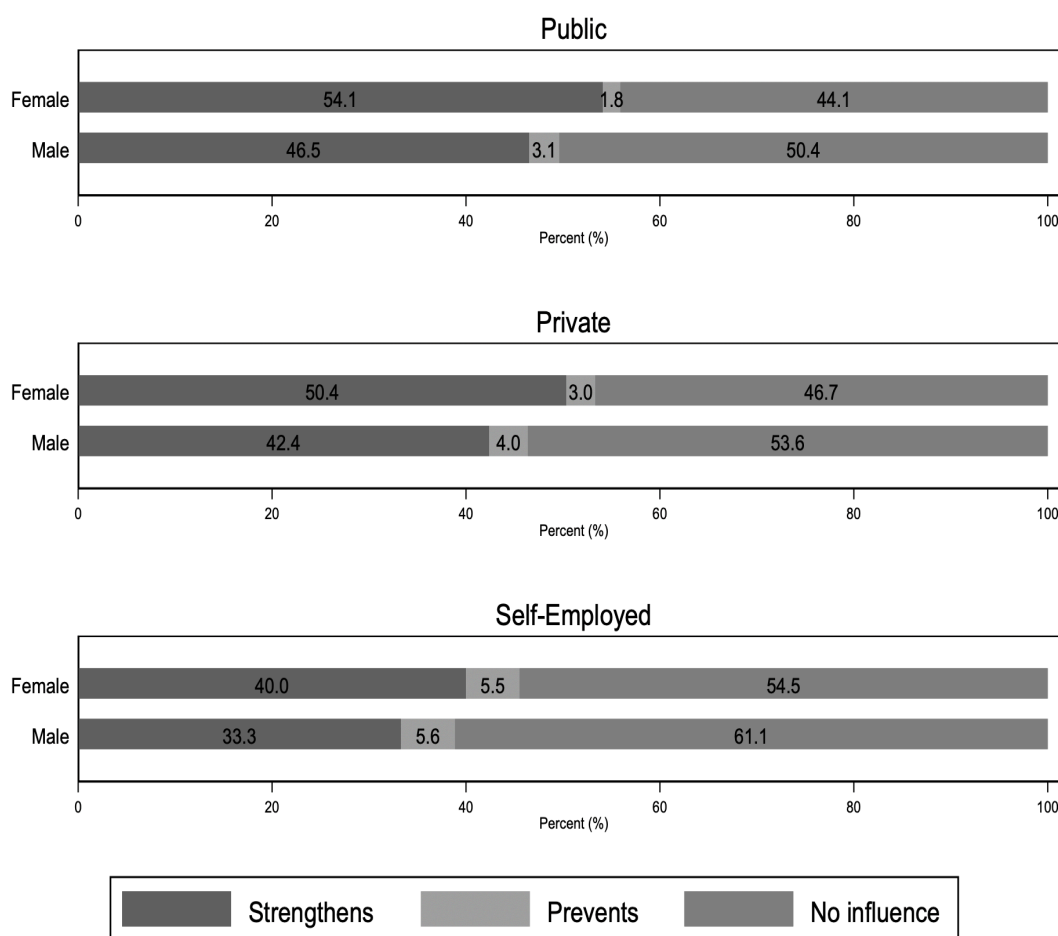 Public
Female 54.1 1.8 44.1
Male 46.5 3.1 50.4
0 20 40 60 80 100
Percent (%)
Private
Female 50.4 3.0 46.7
Male 42.4 4.0 53.6
0 20 40 60 80 100
Percent (%)
Self-Employed
Female 40.0 5.5 54.5
Male 33.3 5.6 61.1
0 20 40 60 80 100
Percent (%)
Strengthens Prevents No influence